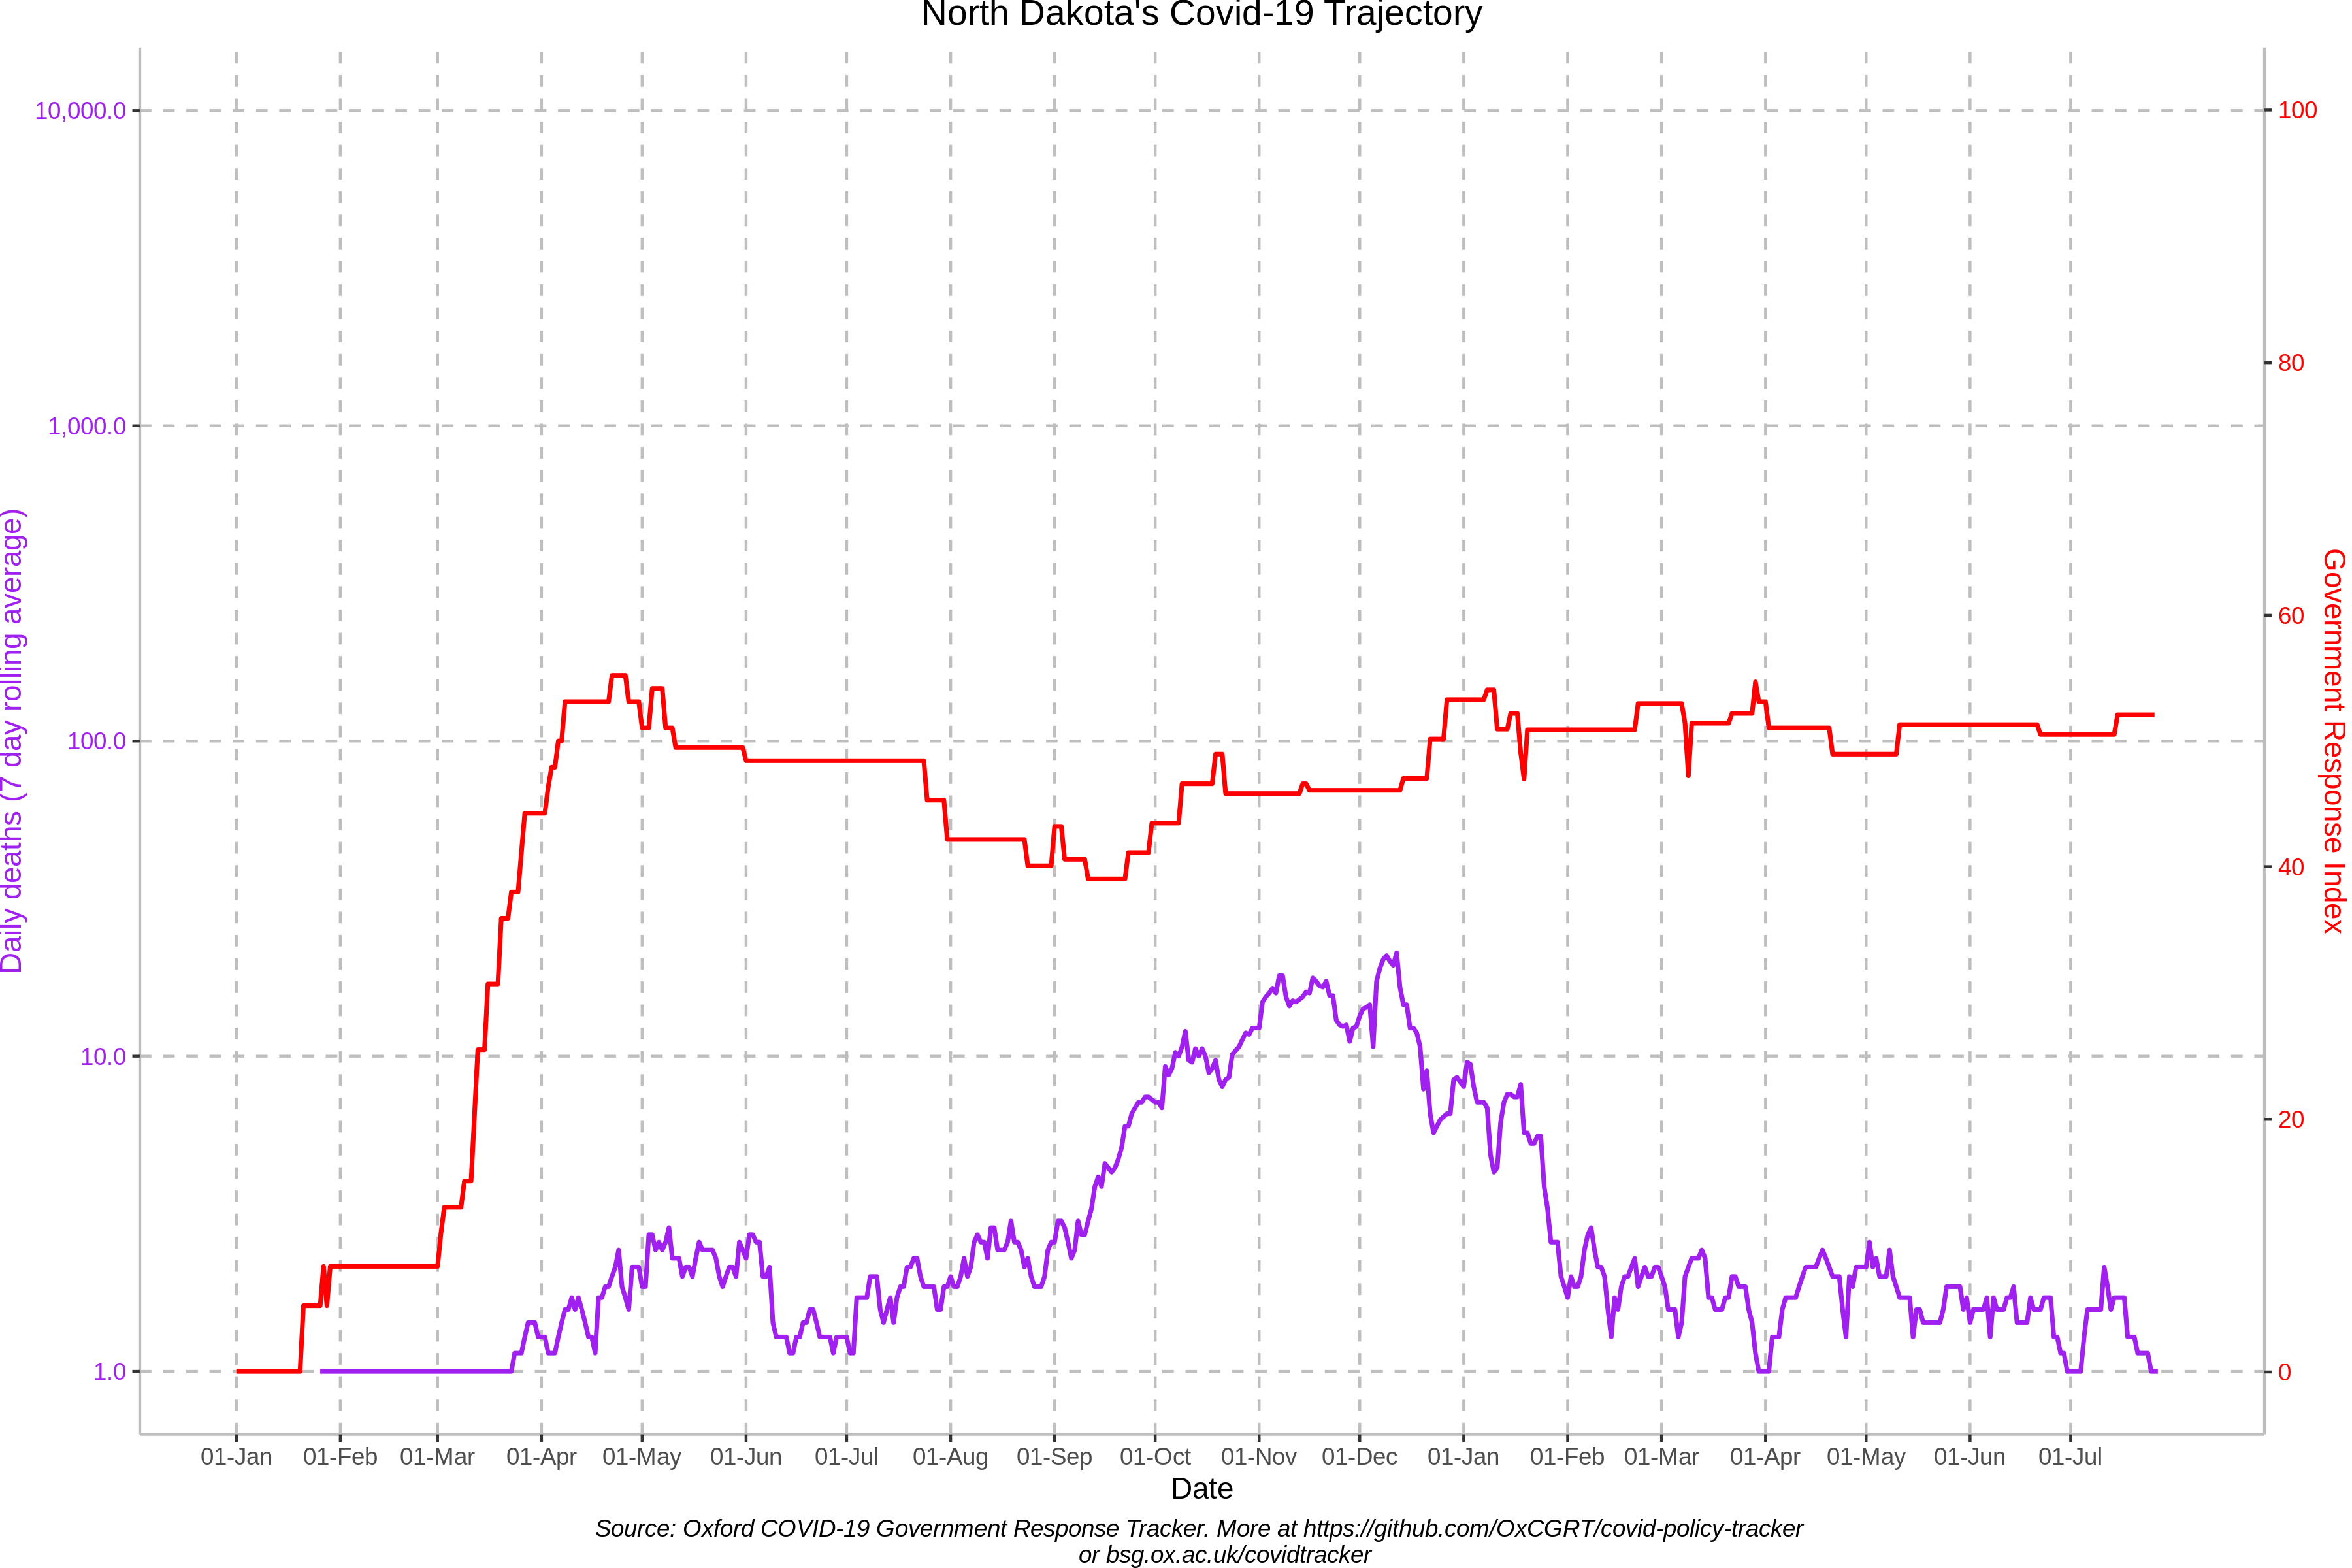 North Dakota's Covid-19 Trajectory
10,000.0
1,000.0
100.0
10.0
1.0
Daily deaths (7 day rolling average)
100
80
60
40
20
0
Government Response Index
01-Jan 01-Feb 01-Mar 01-Apr 01-May 01-Jun 01-Jul 01-Aug 01-Sep 01-Oct 01-Nov 01-Dec 01-Jan 01-Feb 01-Mar 01-Apr 01-May 01-Jun 01-Jul
Date
Source: Oxford COVID-19 Government Response Tracker. More at https://github.com/OxCGRT/covid-policy-tracker
or bsg.ox.ac.uk/covidtracker